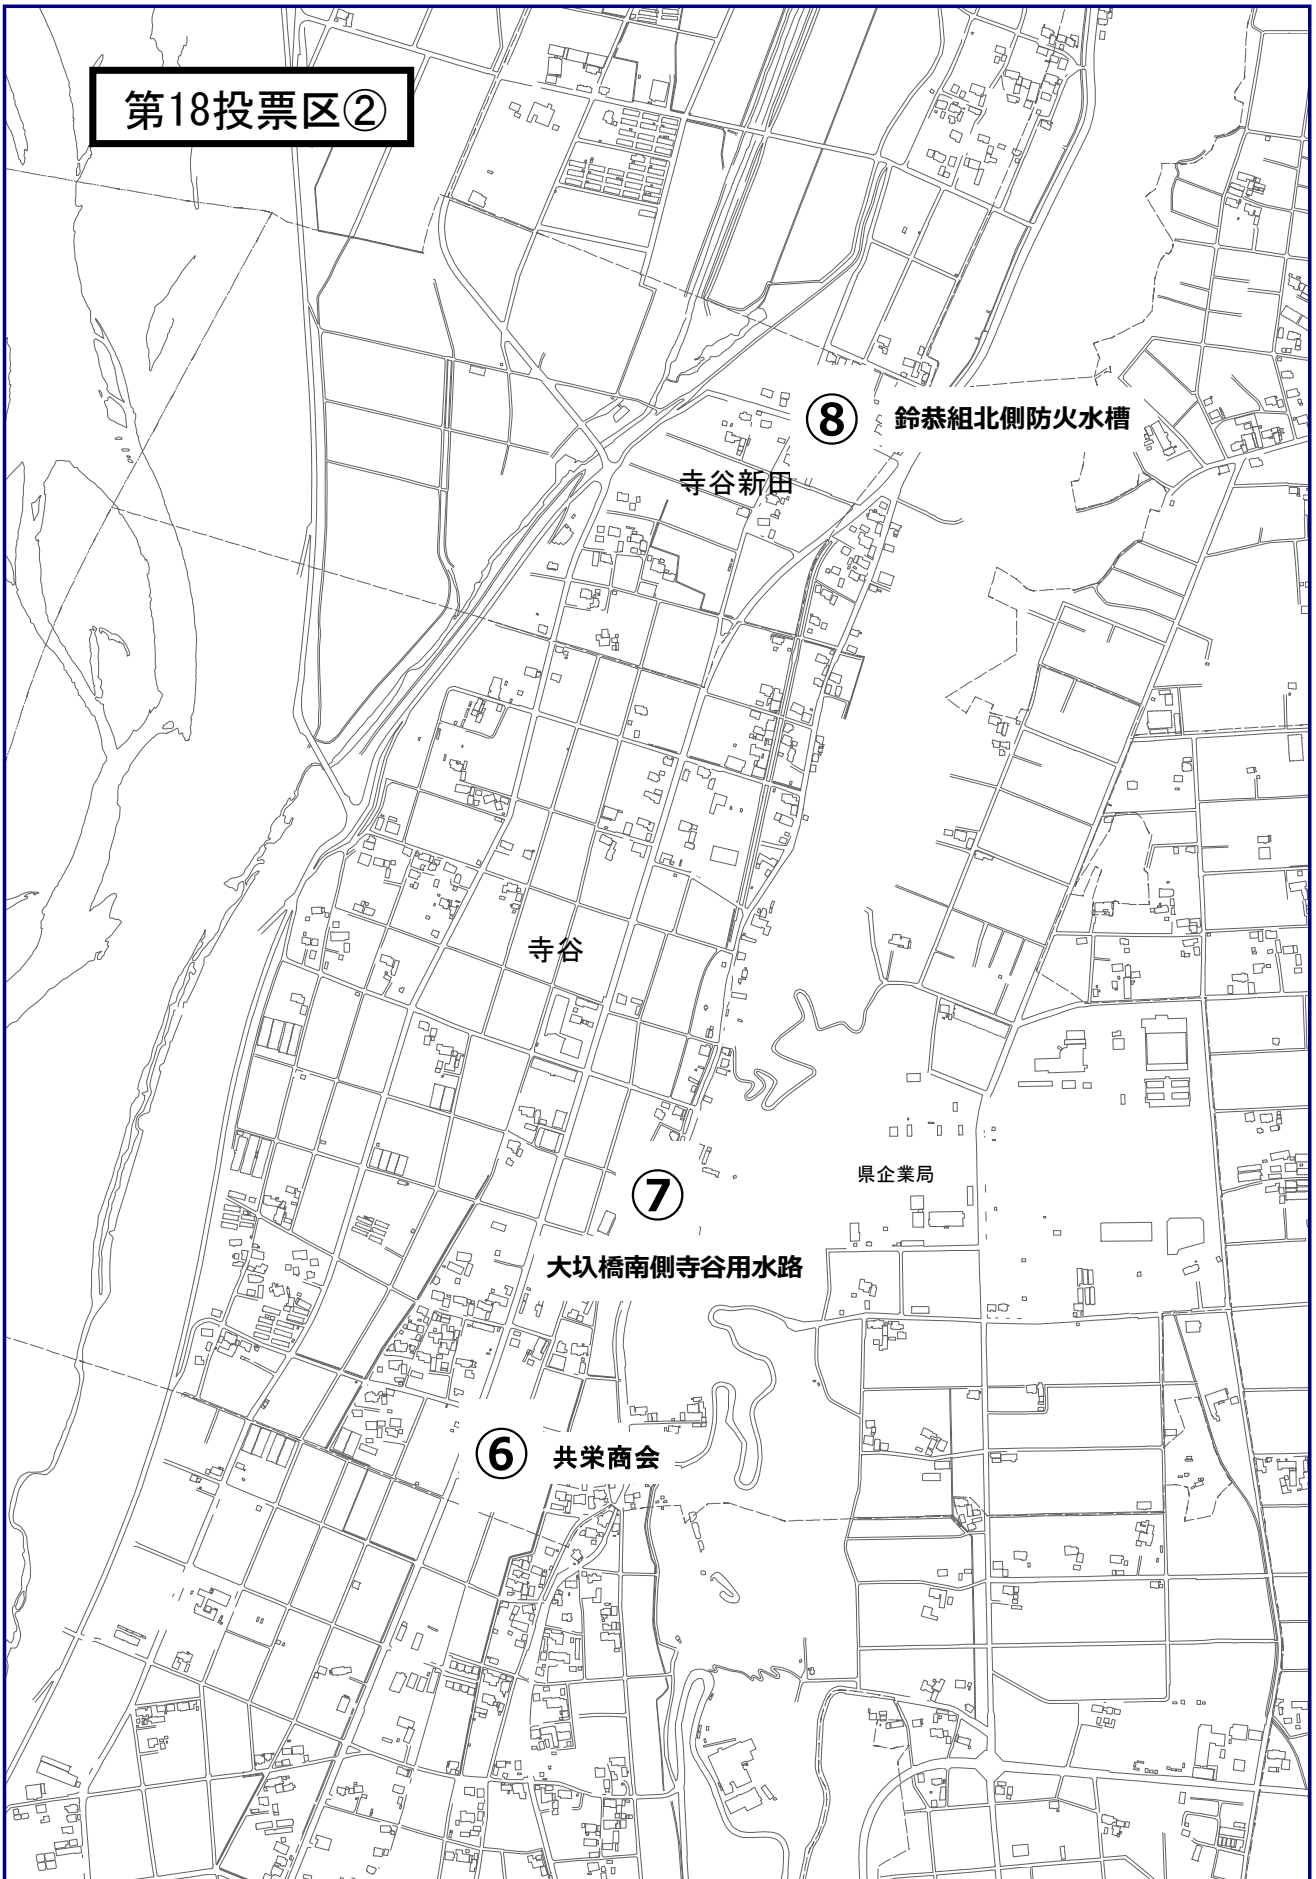 第18投票区②
⑧ 鈴恭組北側防火水槽
寺谷新田
寺谷
県企業局
⑦
大圦橋南側寺谷用水路
⑥ 共栄商会